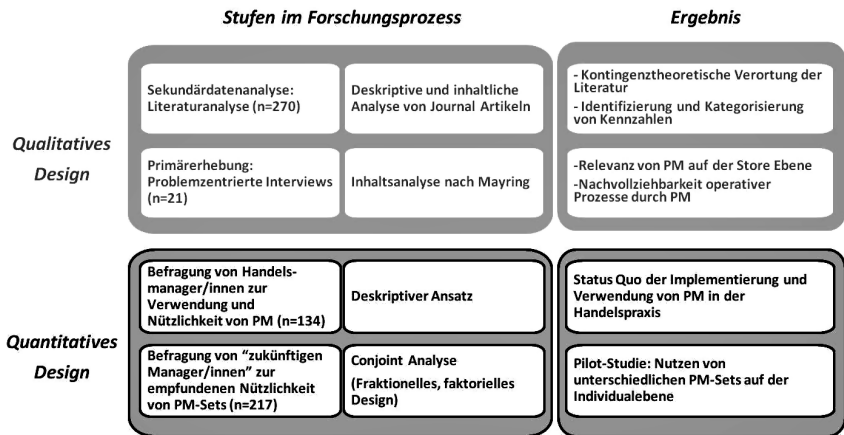 Stufen im Forschungsprozess
Ergebnis
Qualitatives
Design
Sekundärdatenanalyse:
Literaturanalyse (n=270)
Deskriptive und inhaltliche
Analyse von Journal Artikeln
- Kontingenztheoretische Verortung der
Literatur
- Identifizierung und Kategorisierung
von Kennzahlen
Primärerhebung:
Problemzentrierte Interviews
(n=21)
Inhaltsanalyse nach Mayring
-Relevanz von PM auf der Store Ebene
-Nachvollziehbarkeit operativer
Prozesse durch PM
Quantitatives
Design
Befragung von Handels-
manager/innen zur
Verwendung und
Nützlichkeit von PM (n=134)
Deskriptiver Ansatz
Status Quo der Implementierung und
Verwendung von PM in der
Handelspraxis
Befragung von “zukünftigen
Manager/innen” zur
empfundenen Nützlichkeit
von PM-Sets (n=217)
Conjoint Analyse
(Fraktionelles, faktorielles
Design)
Pilot-Studie: Nutzen von
unterschiedlichen PM-Sets auf der
Individualebene